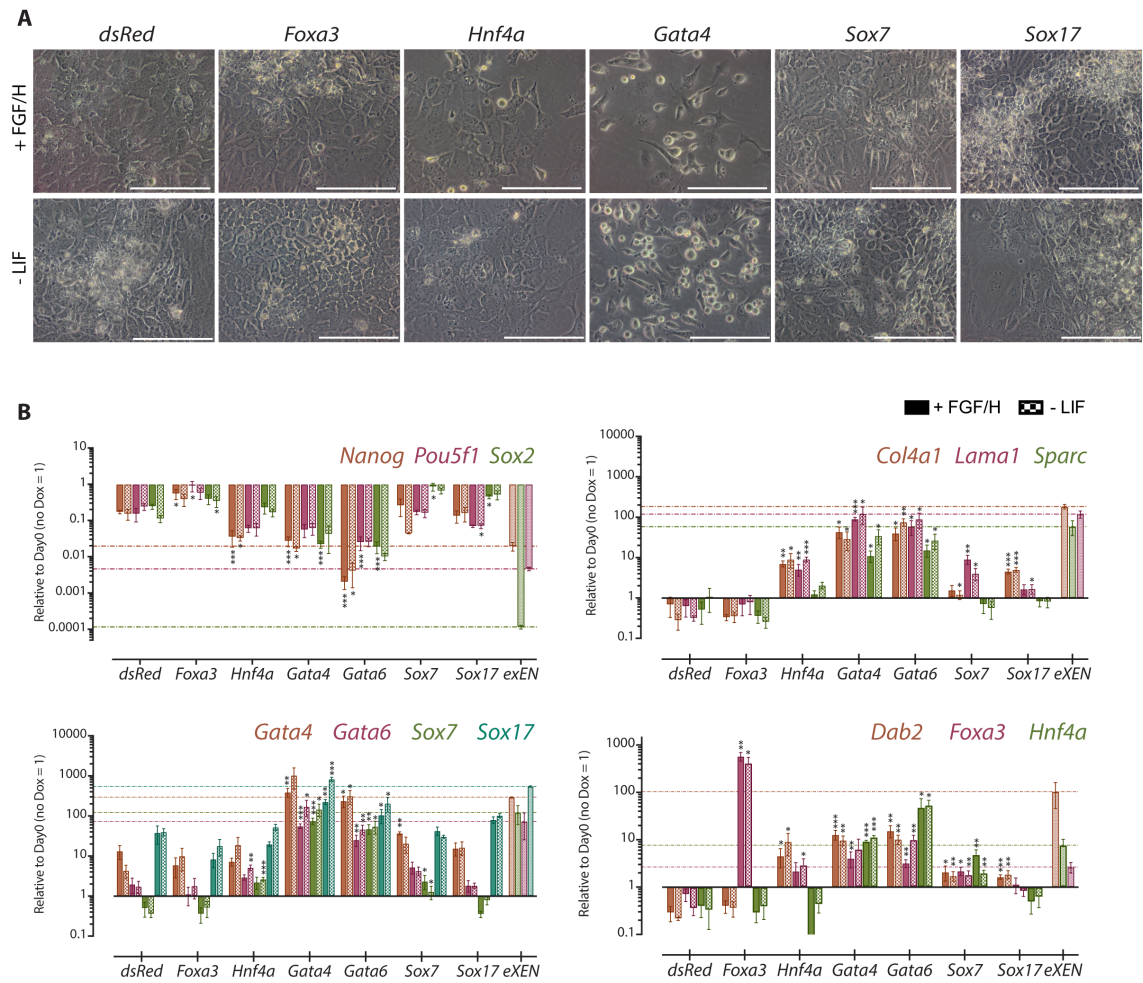 A
dsRed Foxa3 Hnf4a Gata4 Sox7 Sox17
+ FGF/H
- LIF
B
+ FGF/H - LIF
Nanog Pou5f1 Sox2
Relative to Day0 (no Dox = 1)
10
1
0.1
0.01
0.001
0.0001
*
*
*
***
*
***
*
***
***
*
***
*
*
*
dsRed Foxa3 Hnf4a Gata4 Gata6 Sox7 Sox17 eXEN
Col4a1 Lama1 Sparc
Relative to Day0 (no Dox = 1)
10000
1000
100
10
1
0.1
dsRed Foxa3 Hnf4a Gata4 Gata6 Sox7 Sox17 eXEN
Gata4 Gata6 Sox7 Sox17
Relative to Day0 (no Dox = 1)
10000
1000
100
10
1
0.1
dsRed Foxa3 Hnf4a Gata4 Gata6 Sox7 Sox17 eXEN
Dab2 Foxa3 Hnf4a
Relative to Day0 (no Dox = 1)
1000
100
10
1
0.1
dsRed Foxa3 Hnf4a Gata4 Gata6 Sox7 Sox17 eXEN